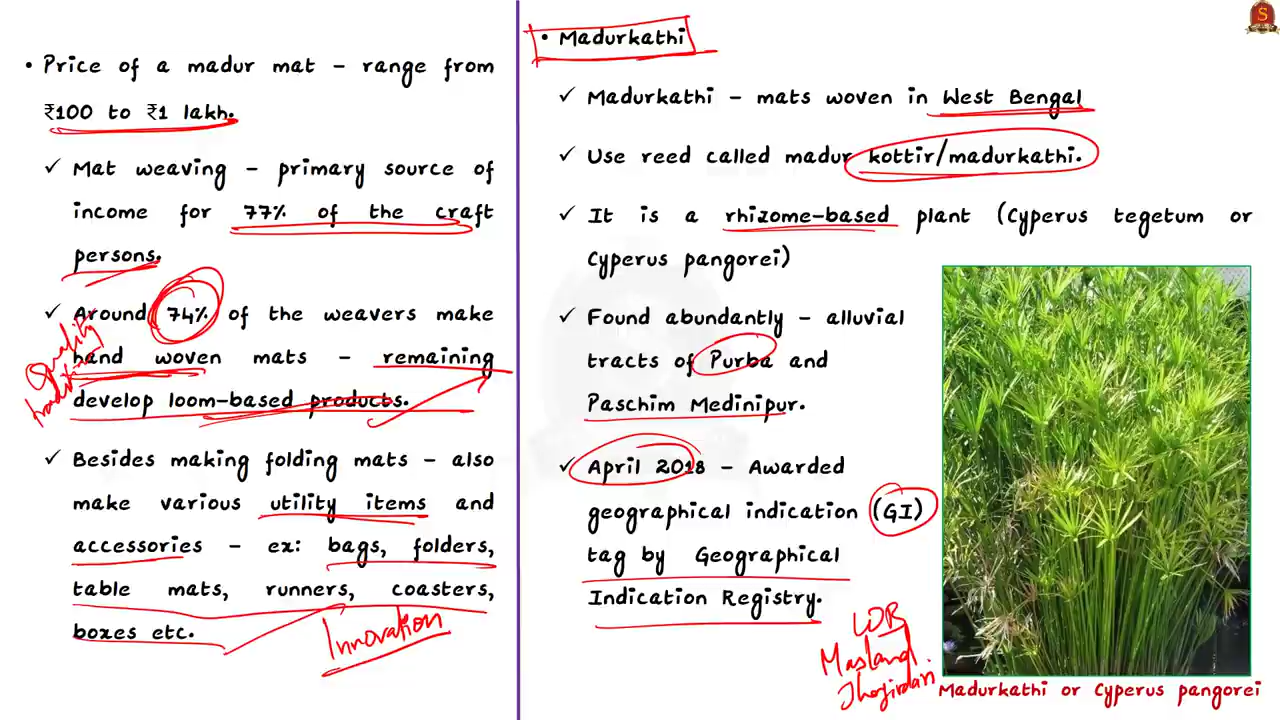 • Price of a madur mat – range from
₹100 to ₹1 lakh.
✓ Mat weaving – primary source of
income for 77% of the craft
persons.
✓ Around 74% of the weavers make
hand woven mats – remaining
develop loom-based products.
Quality
✓ Besides making folding mats – also
make various utility items and
accessories – ex: bags, folders,
table mats, runners, coasters,
boxes etc.
Innovation
• Madurkathi
✓ Madurkathi – mats woven in West Bengal
✓ Use reed called madur kottir/madurkathi.
✓ It is a rhizome-based plant (Cyperus tegetum or
Cyperus pangorei)
✓ Found abundantly – alluvial
tracts of Purba and
Paschim Medinipur.
✓ April 2018 – Awarded
geographical indication (GI)
tag by Geographical
Indication Registry.
WB
Masland
Madurkathi or Cyperus pangorei
S